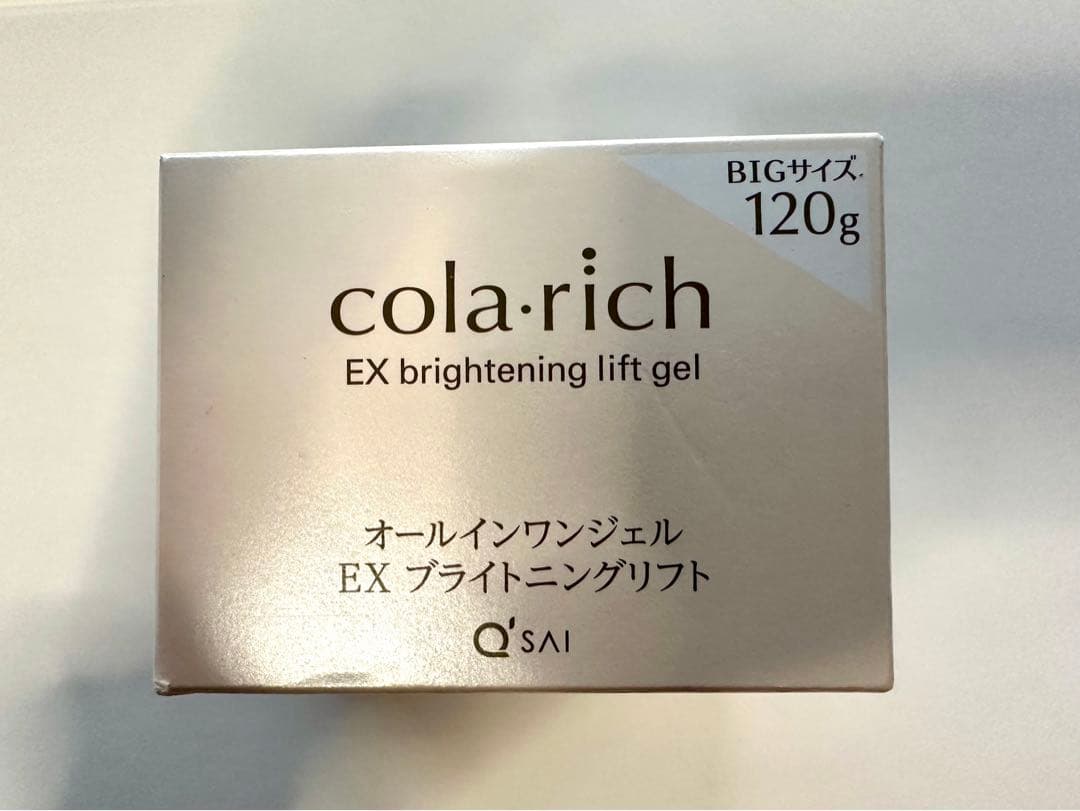 BIGサイズ
120g
cola·rich
EX brightening lift gel
オールインワンジェル
EX ブライトニングリフト
Q'SAI